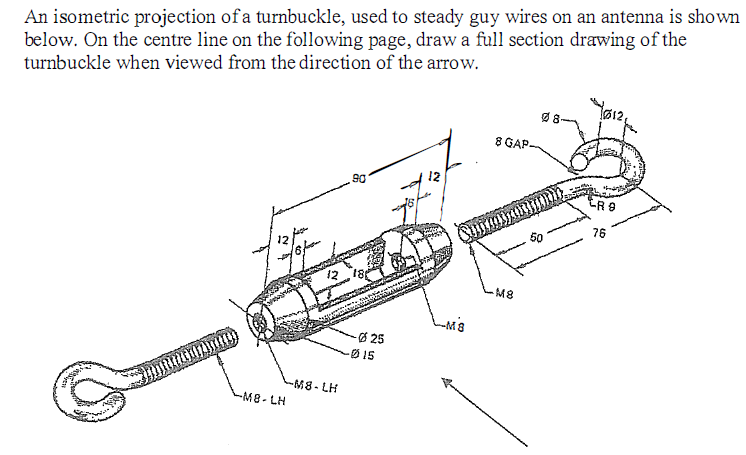 An isometric projection of a turnbuckle, used to steady guy wires on an antenna is shown
below. On the centre line on the following page, draw a full section drawing of the
turnbuckle when viewed from the direction of the arrow.
Ø 8
Ø12
8 GAP
90
12
R 9
12
6
50
76
12
18
M8
M8
Ø 25
Ø 15
M8 - LH
M8 - LH